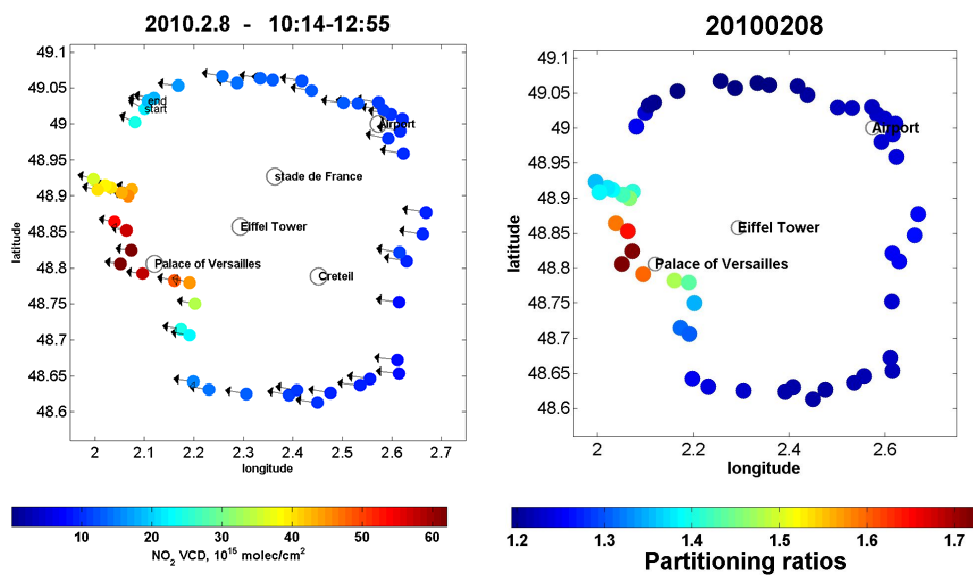 2010.2.8 - 10:14-12:55
49.1
49.05
49
48.95
48.9
48.85
48.8
48.75
48.7
48.65
48.6
latitude
end
start
Airport
stade de France
Eiffel Tower
Palace of Versailles
Creteil
2 2.1 2.2 2.3 2.4 2.5 2.6 2.7
longitude
10 20 30 40 50 60
NO2 VCD, 10^15 molec/cm^2
20100208
49.1
49.05
49
48.95
48.9
48.85
48.8
48.75
48.7
48.65
48.6
latitude
Airport
Eiffel Tower
Palace of Versailles
2 2.2 2.4 2.6
longitude
1.2 1.3 1.4 1.5 1.6 1.7
Partitioning ratios